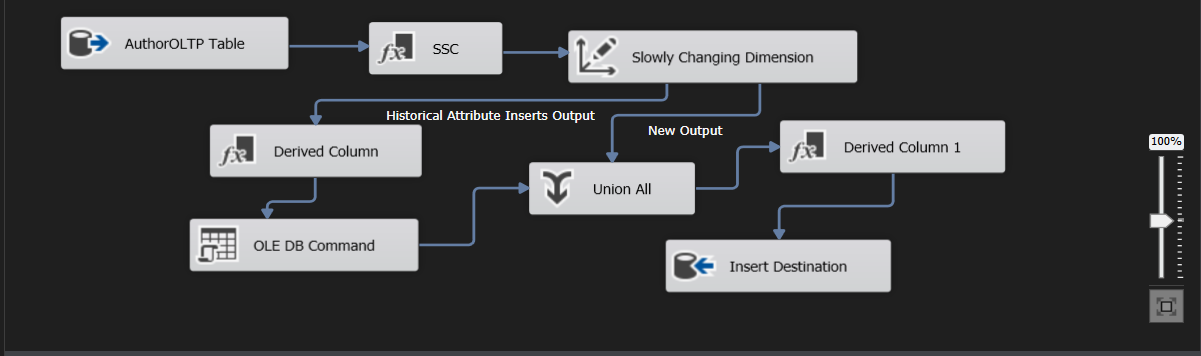 AuthorOLTP Table
SSC
Slowly Changing Dimension
Historical Attribute Inserts Output
New Output
Derived Column
Derived Column 1
Union All
OLE DB Command
Insert Destination
100%